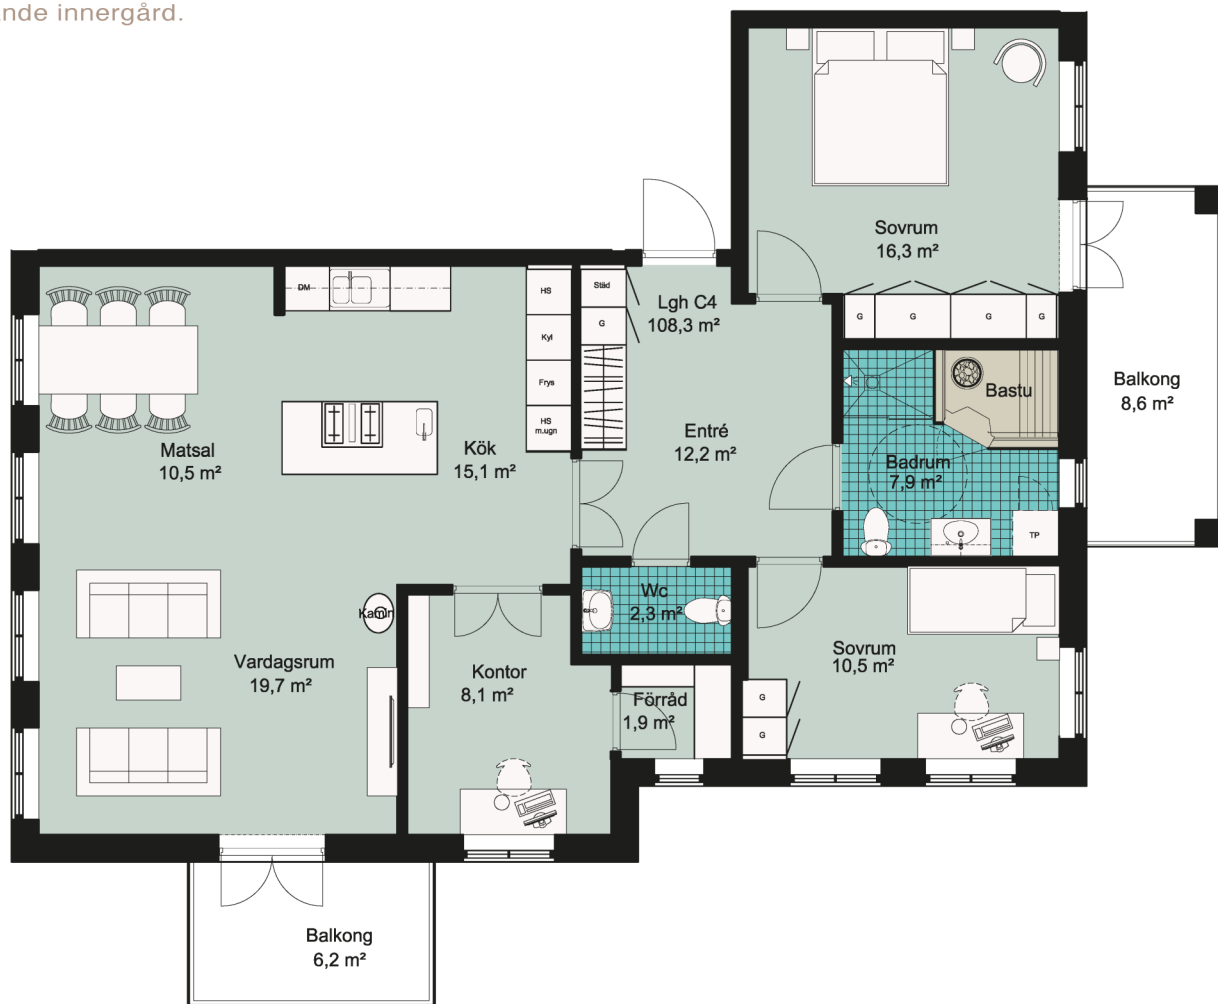 ande innergård.
Sovrum
16,3 m²
G
G
G
G
Balkong
8,6 m²
Bastu
Badrum
7,9 m²
TP
Lgh C4
108,3 m²
Städ
G
Entré
12,2 m²
DM
HS
Kyl
Frys
HS
m.ugn
Kök
15,1 m²
Matsal
10,5 m²
Wc
2,3 m²
Kamin
Vardagsrum
19,7 m²
Kontor
8,1 m²
Förråd
1,9 m²
Sovrum
10,5 m²
G
G
Balkong
6,2 m²